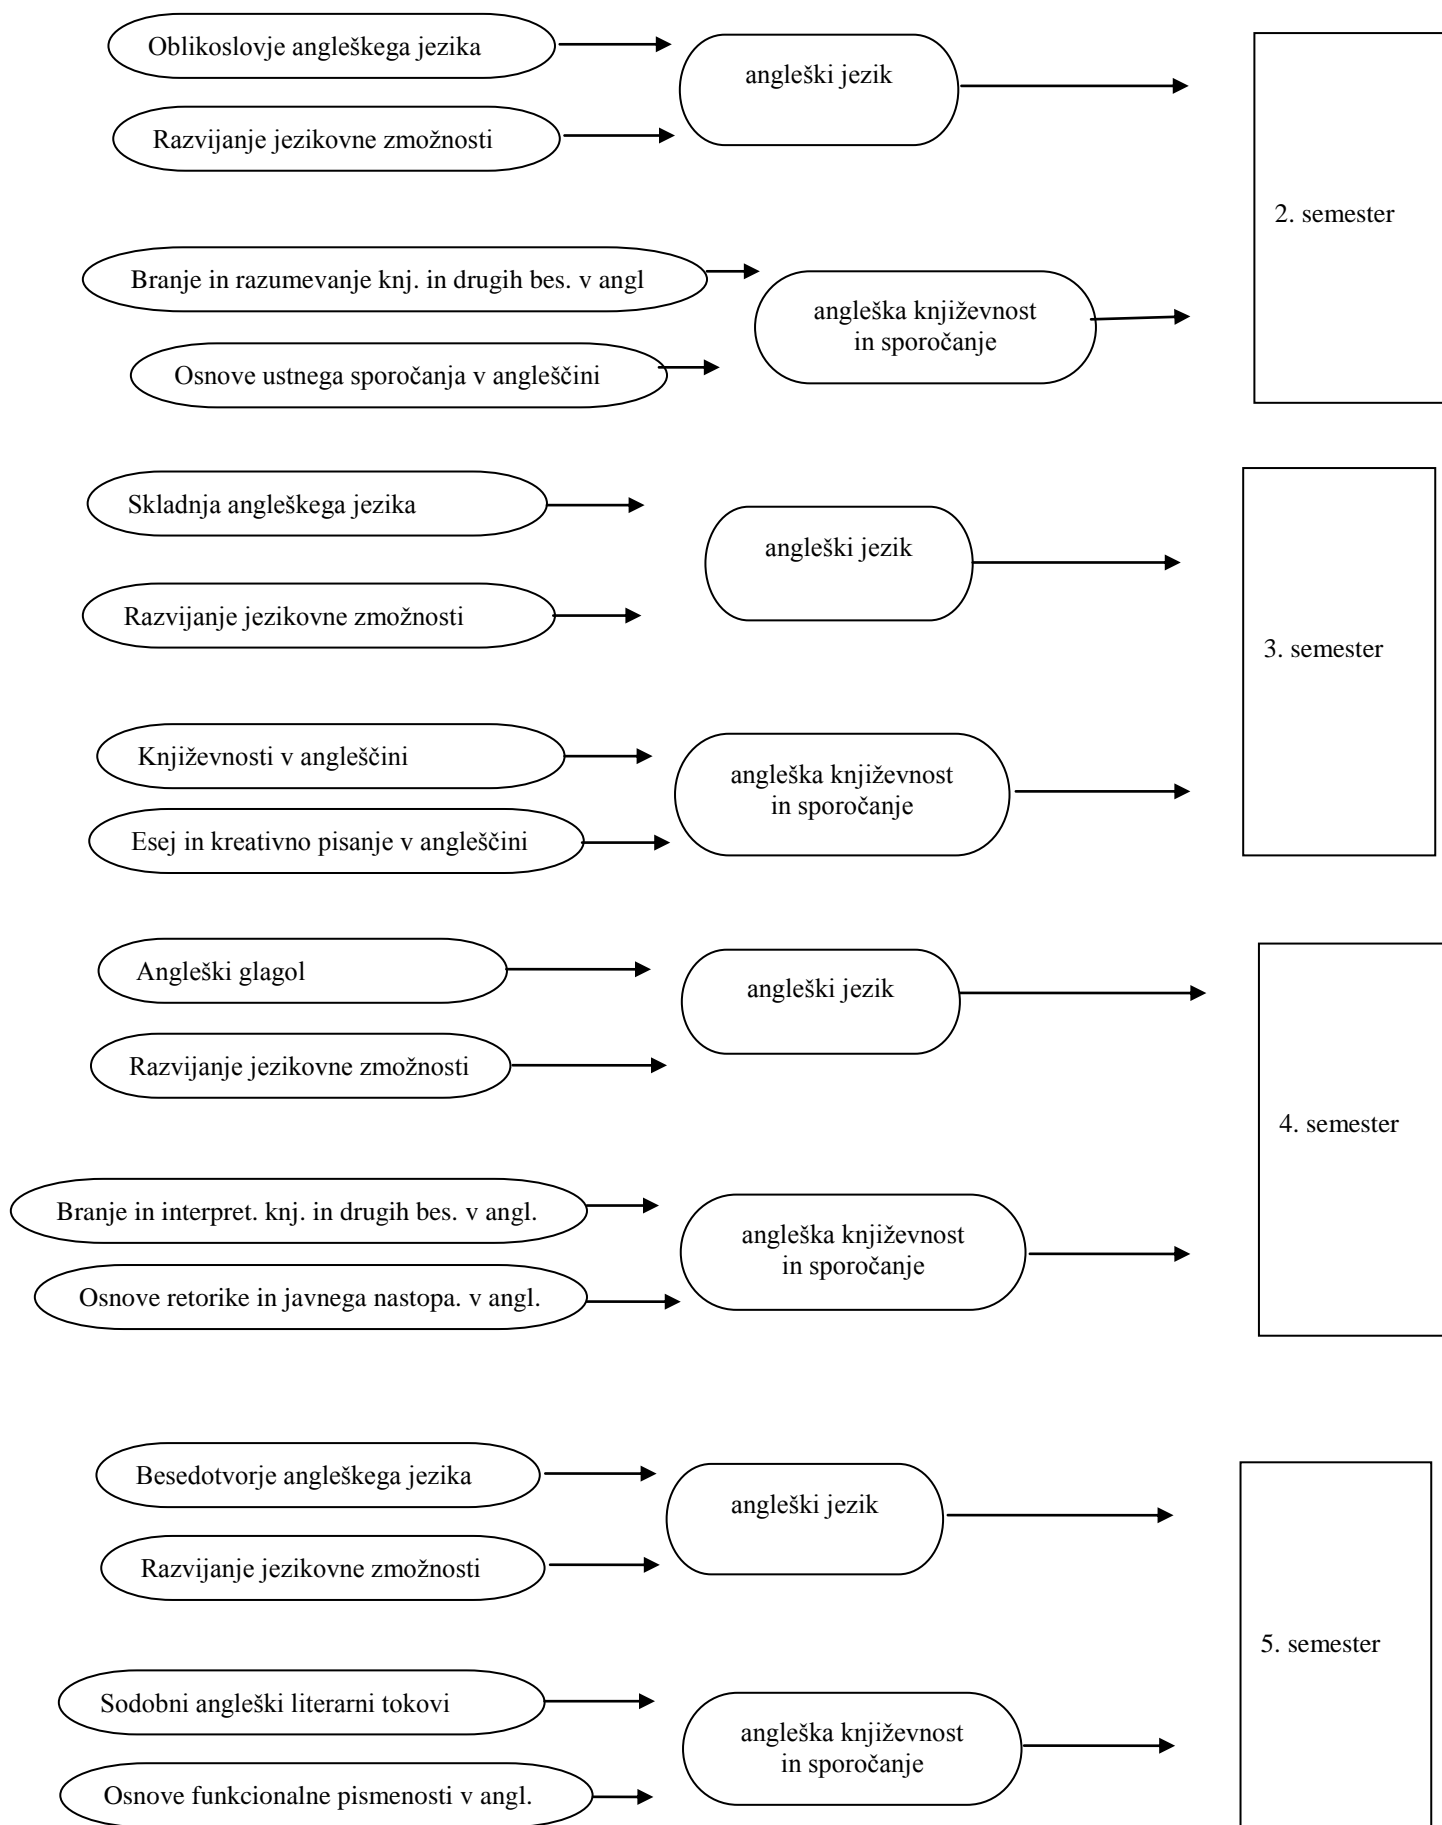 Oblikoslovje angleškega jezika
angleški jezik
Razvijanje jezikovne zmožnosti
2. semester
Branje in razumevanje knj. in drugih bes. v angl
angleška književnost
in sporočanje
Osnove ustnega sporočanja v angleščini
Skladnja angleškega jezika
angleški jezik
Razvijanje jezikovne zmožnosti
3. semester
Književnosti v angleščini
angleška književnost
in sporočanje
Esej in kreativno pisanje v angleščini
Angleški glagol
angleški jezik
Razvijanje jezikovne zmožnosti
4. semester
Branje in interpret. knj. in drugih bes. v angl.
angleška književnost
in sporočanje
Osnove retorike in javnega nastopa. v angl.
Besedotvorje angleškega jezika
angleški jezik
Razvijanje jezikovne zmožnosti
5. semester
Sodobni angleški literarni tokovi
angleška književnost
in sporočanje
Osnove funkcionalne pismenosti v angl.